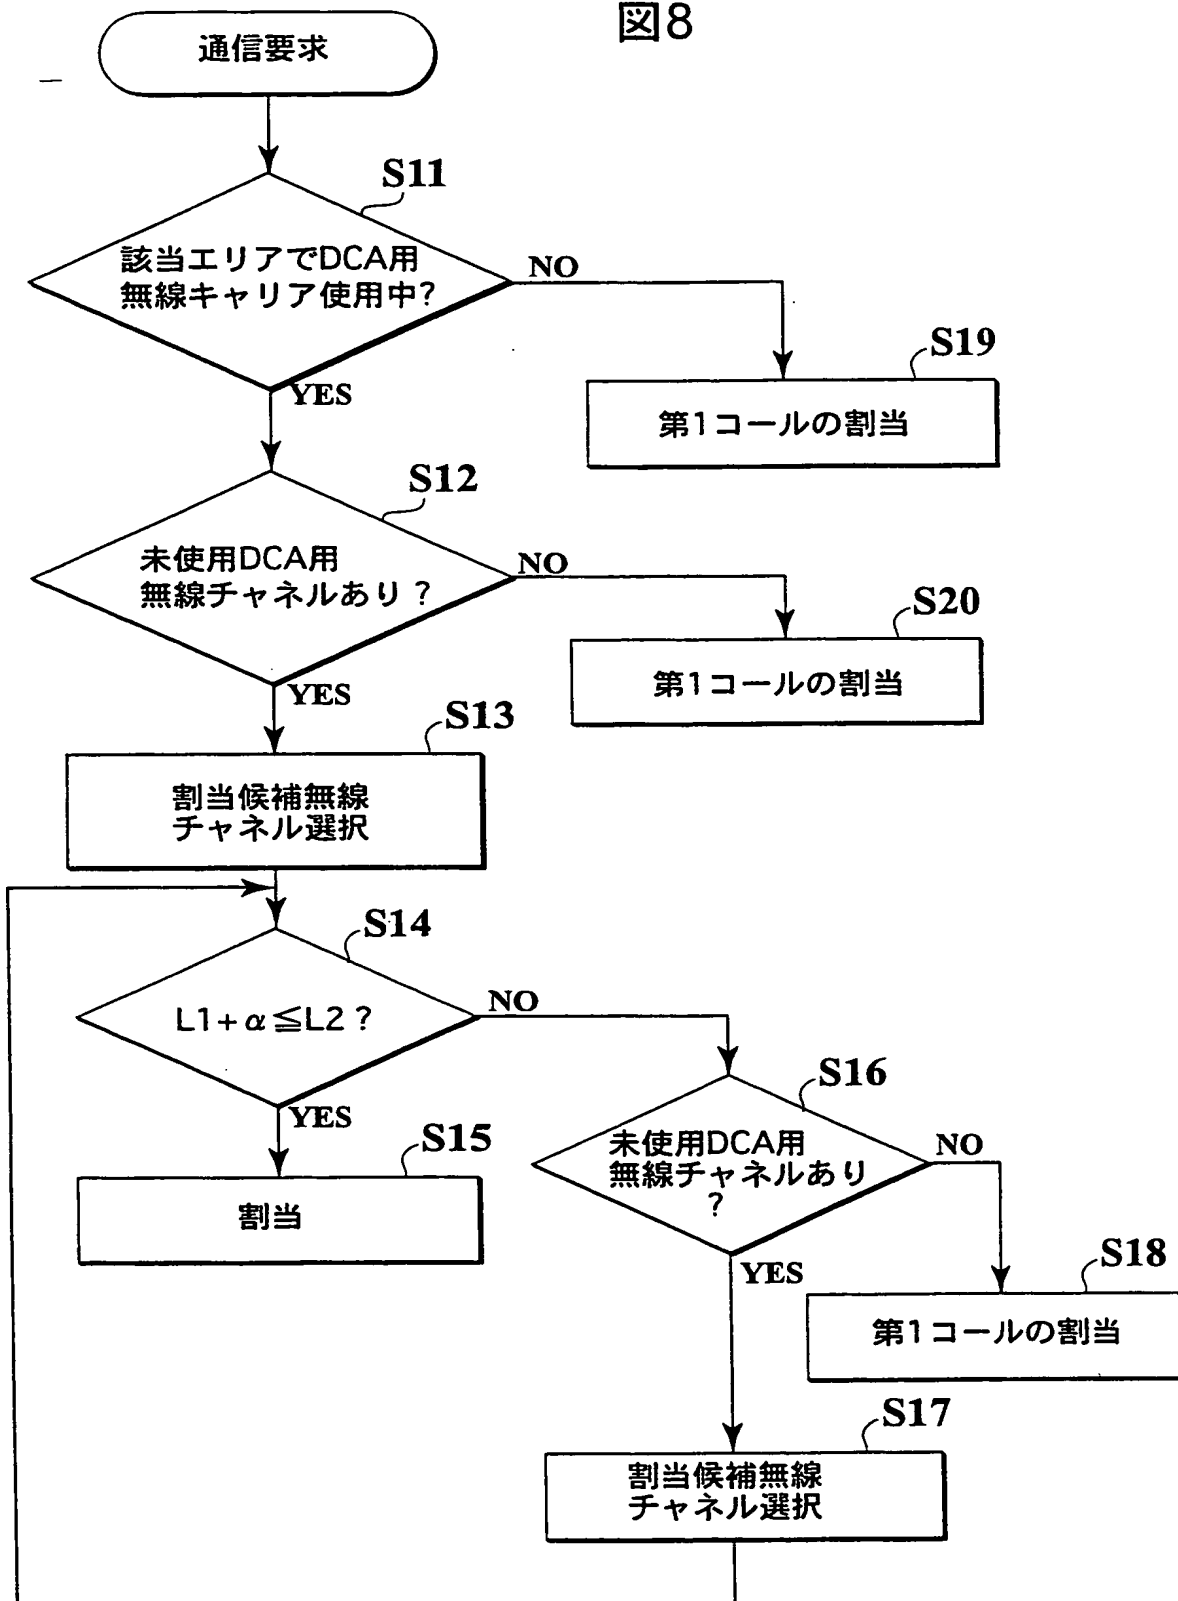 図8
通信要求
S11
該当エリアでDCA用
無線キャリア使用中?
NO
YES
S19
第1コールの割当
S12
未使用DCA用
無線チャネルあり?
NO
YES
S20
第1コールの割当
S13
割当候補無線
チャネル選択
S14
L1+α≦L2?
NO
YES
S15
割当
S16
未使用DCA用
無線チャネルあり
?
NO
YES
S18
第1コールの割当
S17
割当候補無線
チャネル選択